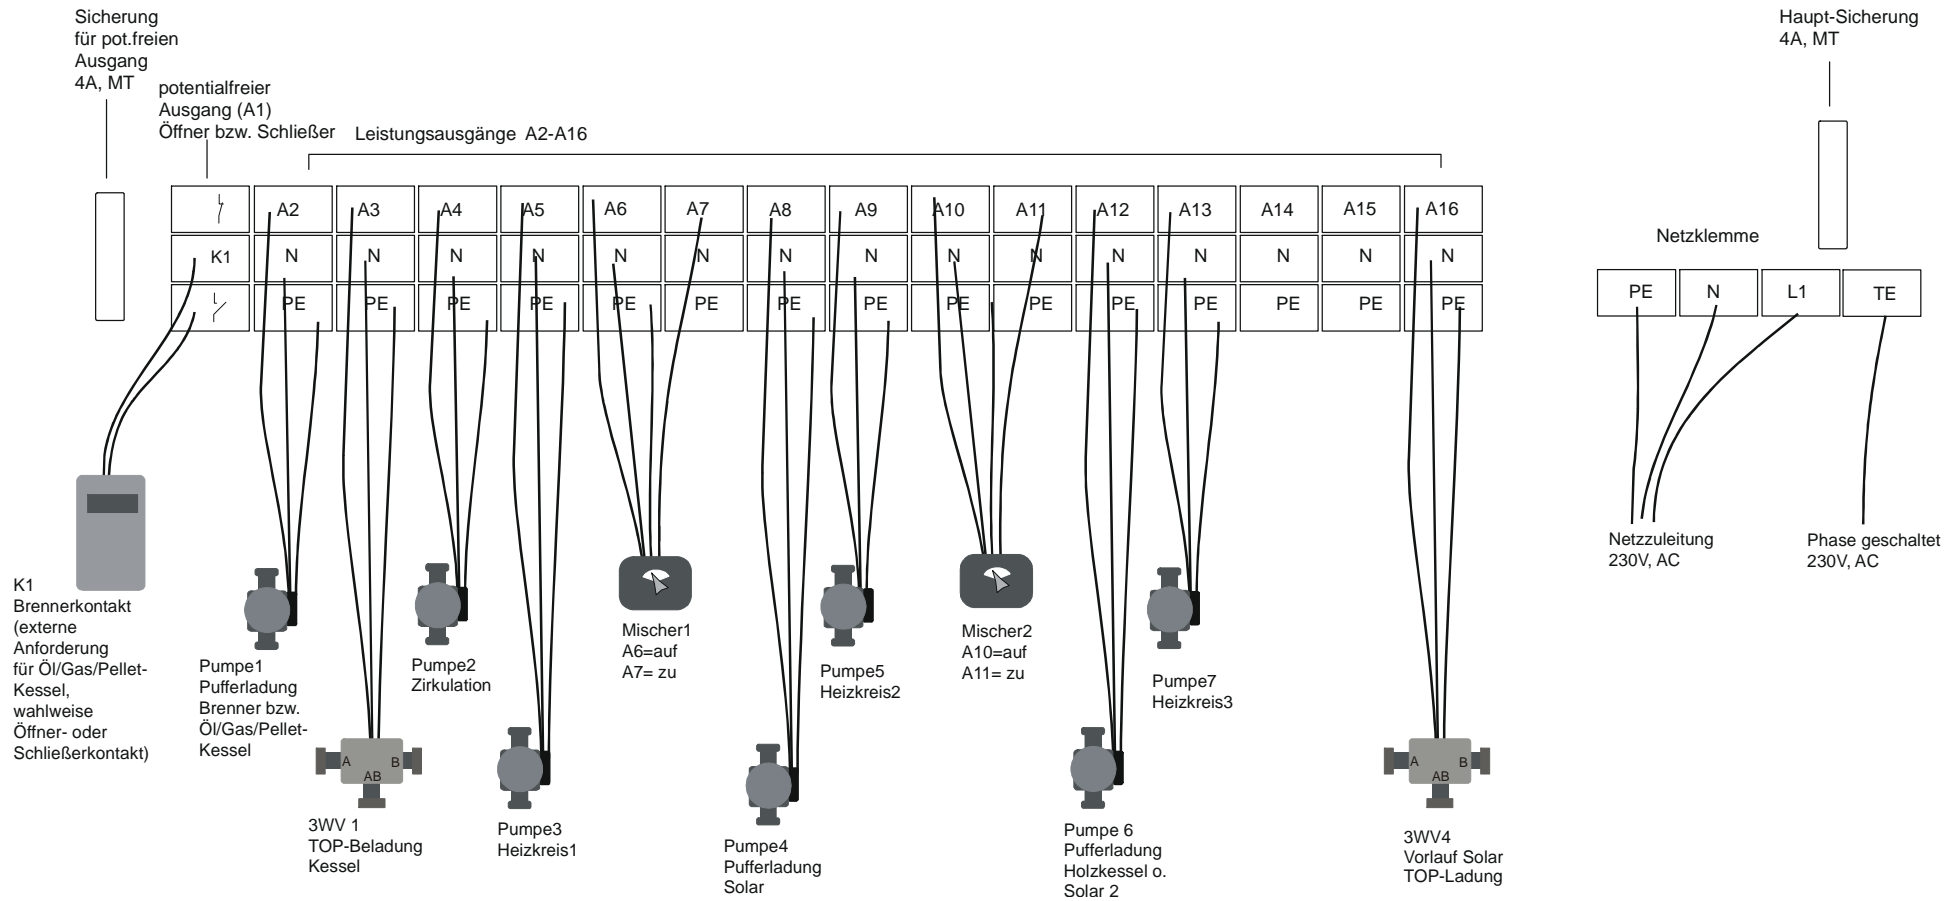 Sicherung
für pot.freien
Ausgang
4A, MT
potentialfreier
Ausgang (A1)
Öffner bzw. Schließer
Leistungsausgänge A2-A16
Haupt-Sicherung
4A, MT
A2 A3 A4 A5 A6 A7 A8 A9 A10 A11 A12 A13 A14 A15 A16
K1 N N N N N N N N N N N N N N N
PE PE PE PE PE PE PE PE PE PE PE PE PE PE PE
Netzklemme
PE N L1 TE
Netzzuleitung
230V, AC
Phase geschaltet
230V, AC
K1
Brennerkontakt
(externe
Anforderung
für Öl/Gas/Pellet-
Kessel,
wahlweise
Öffner- oder
Schließerkontakt)
Pumpe1
Pufferladung
Brenner bzw.
Öl/Gas/Pellet-
Kessel
A B
AB
3WV 1
TOP-Beladung
Kessel
Pumpe2
Zirkulation
Pumpe3
Heizkreis1
Mischer1
A6=auf
A7= zu
Pumpe4
Pufferladung
Solar
Pumpe5
Heizkreis2
Mischer2
A10=auf
A11= zu
Pumpe 6
Pufferladung
Holzkessel o.
Solar 2
Pumpe7
Heizkreis3
A B
AB
3WV4
Vorlauf Solar
TOP-Ladung